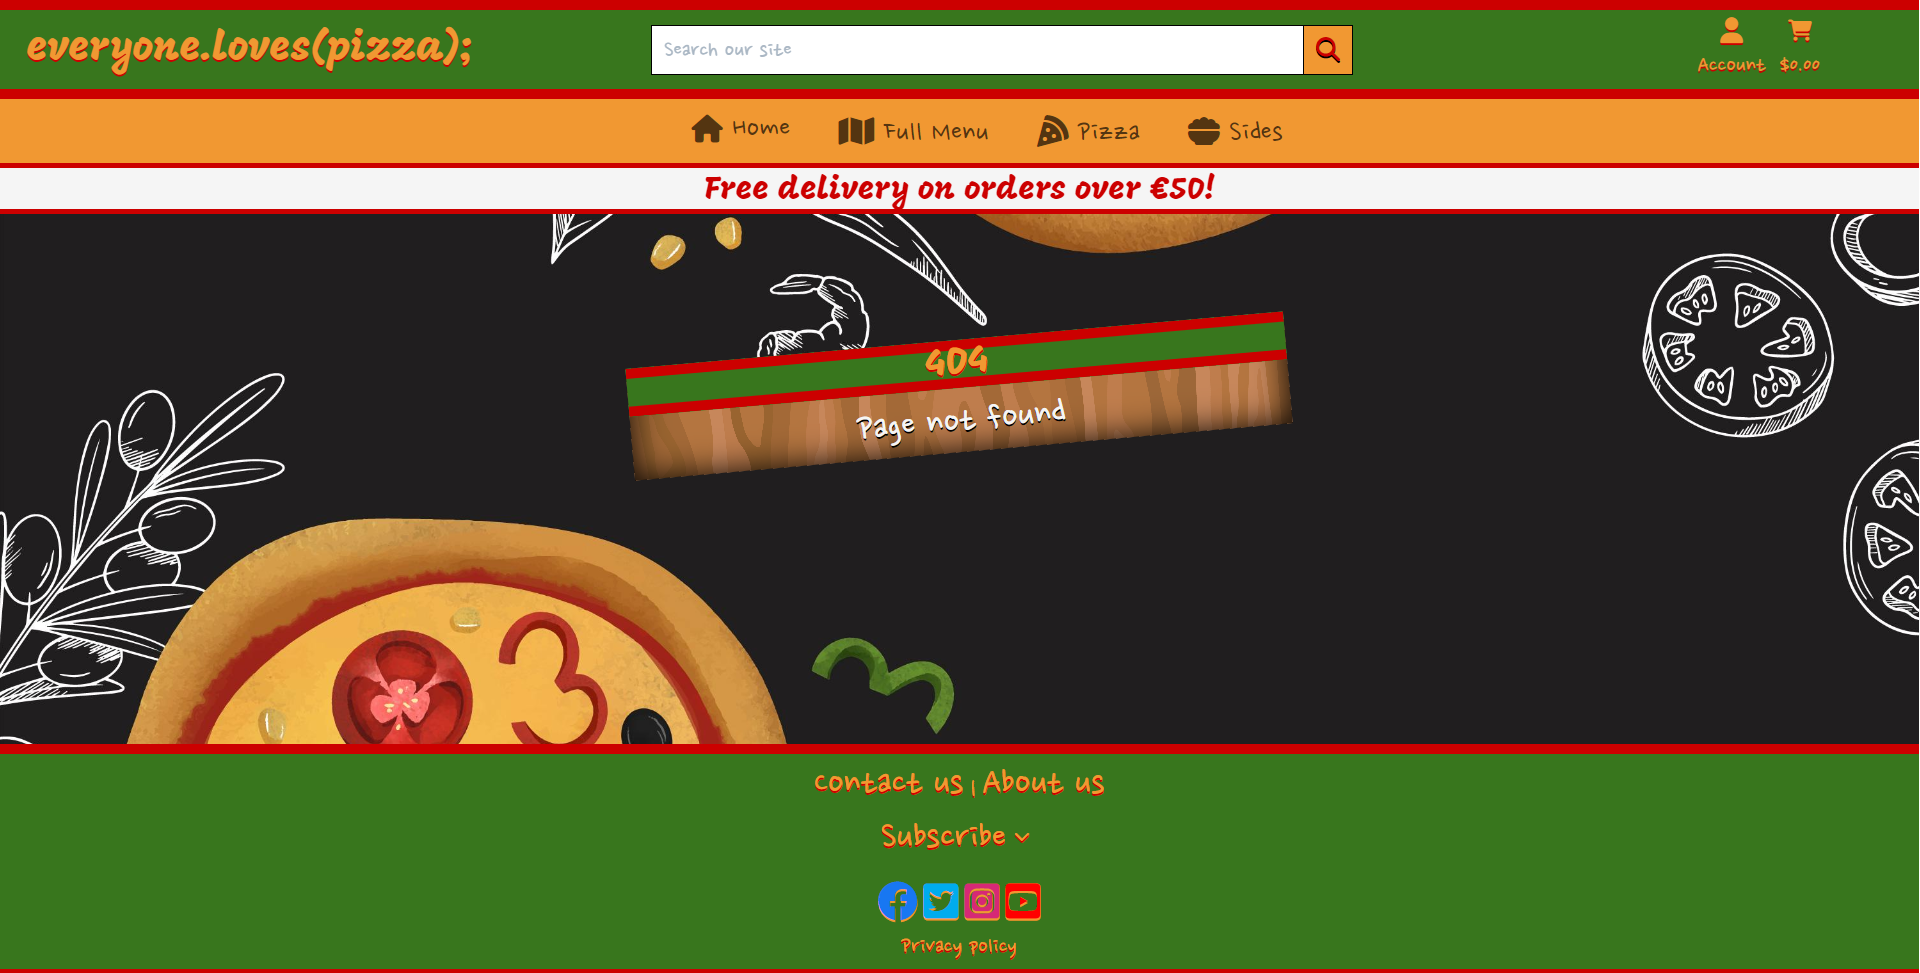 everyone.loves(pizza);
Search our site
Account $0.00
Home Full Menu Pizza Sides
Free delivery on orders over €50!
404
Page not found
Contact us | About us
Subscribe
Privacy policy